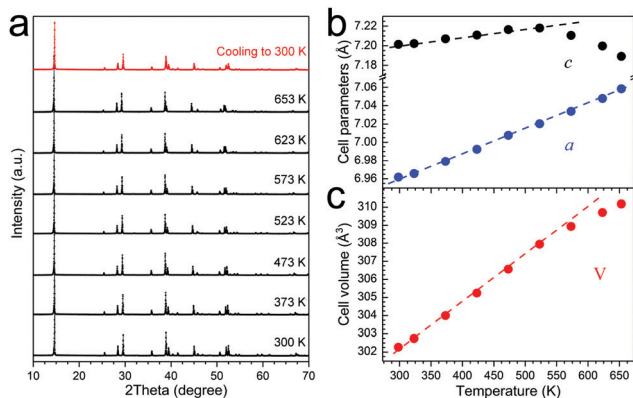 a
Cooling to 300 K
653 K
623 K
573 K
523 K
473 K
373 K
300 K
Intensity (a.u.)
10 20 30 40 50 60 70
2Theta (degree)
b
7.22
7.20
7.18
7.06
7.04
7.02
7.00
6.98
6.96
Cell parameters (Å)
c
a
c
310
309
308
307
306
305
304
303
302
Cell volume (Å³)
V
300 350 400 450 500 550 600 650
Temperature (K)